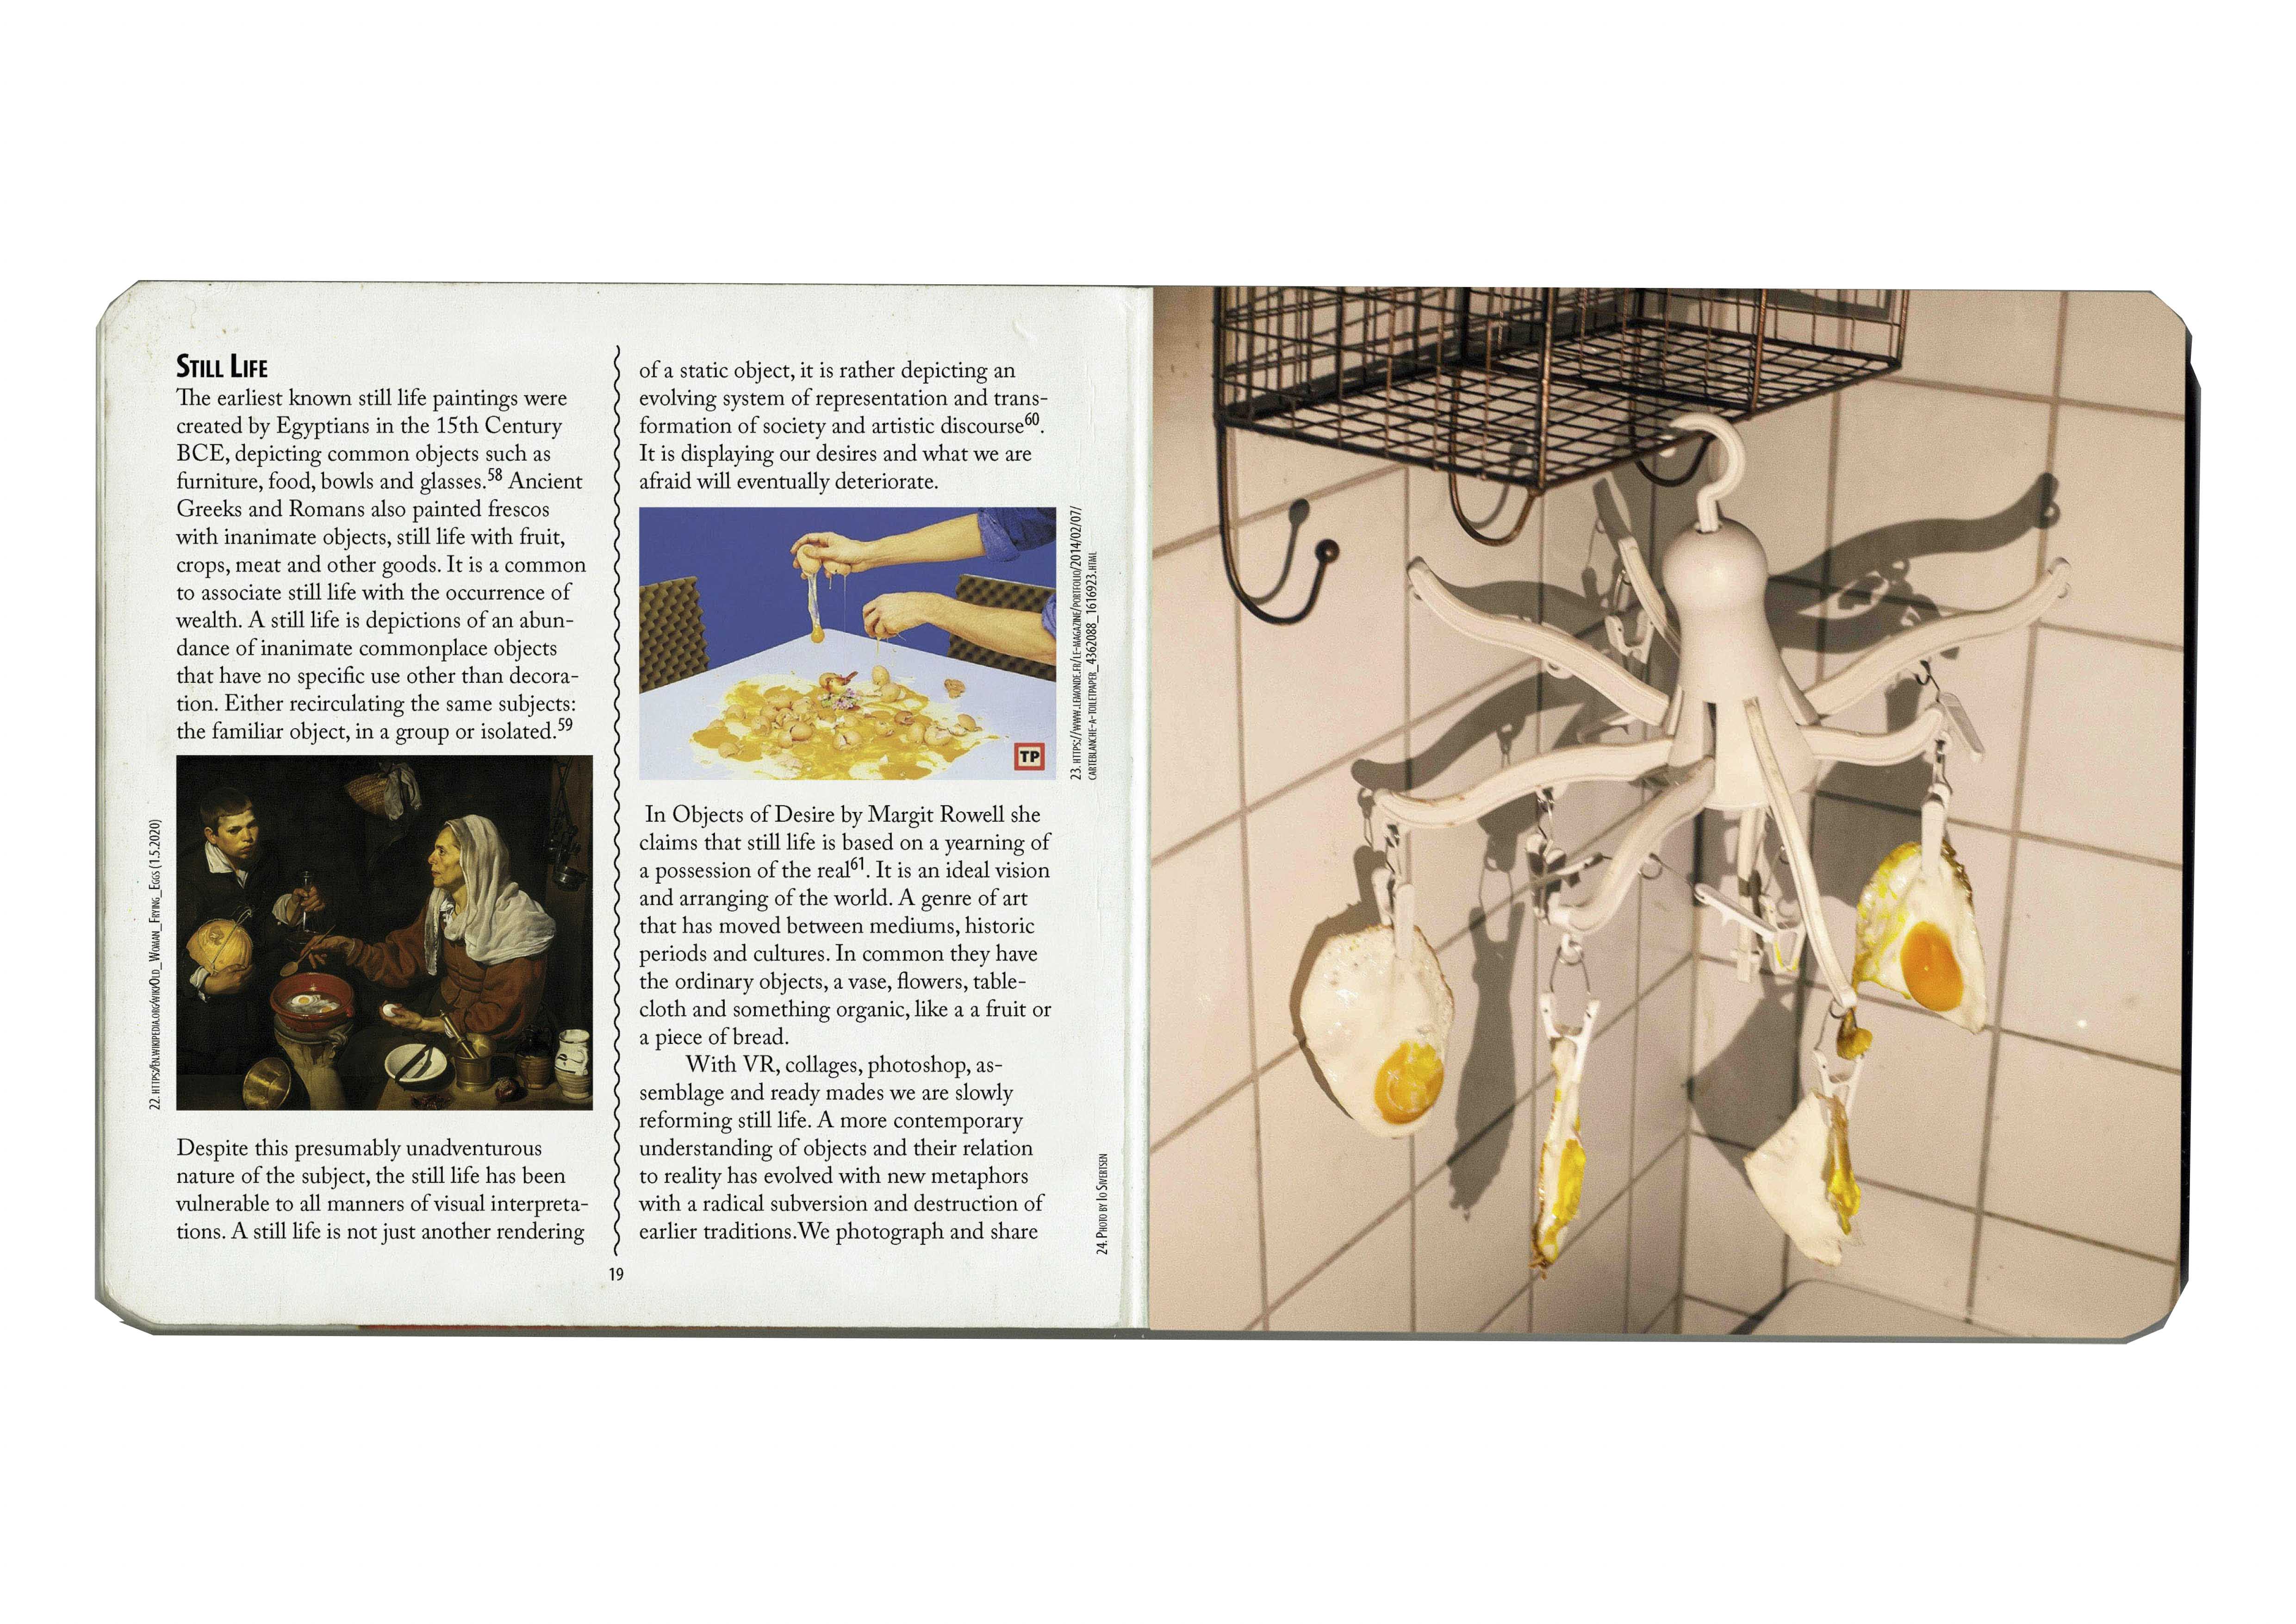 STILL LIFE
The earliest known still life paintings were
created by Egyptians in the 15th Century
BCE, depicting common objects such as
furniture, food, bowls and glasses.58 Ancient
Greeks and Romans also painted frescos
with inanimate objects, still life with fruit,
crops, meat and other goods. It is a common
to associate still life with the occurrence of
wealth. A still life is depictions of an abun-
dance of inanimate commonplace objects
that have no specific use other than decora-
tion. Either recirculating the same subjects:
the familiar object, in a group or isolated.59
22. HTTPS://EN.WIKIPEDIA.ORG/WIKI/OLD_WOMAN_FRYING_EGGS (1.5.2020)
Despite this presumably unadventurous
nature of the subject, the still life has been
vulnerable to all manners of visual interpreta-
tions. A still life is not just another rendering
of a static object, it is rather depicting an
evolving system of representation and trans-
formation of society and artistic discourse60.
It is displaying our desires and what we are
afraid will eventually deteriorate.
TP
23. HTTPS://WWW.LEMONDE.FR/LE-MAGAZINE/PORTFOLIO/2014/02/07/
CARTEBLANCHE-A-TOILETPAPER_4362088_1616923.HTML
In Objects of Desire by Margit Rowell she
claims that still life is based on a yearning of
a possession of the real61. It is an ideal vision
and arranging of the world. A genre of art
that has moved between mediums, historic
periods and cultures. In common they have
the ordinary objects, a vase, flowers, table-
cloth and something organic, like a a fruit or
a piece of bread.
With VR, collages, photoshop, as-
semblage and ready mades we are slowly
reforming still life. A more contemporary
understanding of objects and their relation
to reality has evolved with new metaphors
with a radical subversion and destruction of
earlier traditions.We photograph and share
24. PHOTO BY IO SIVERTSEN
19